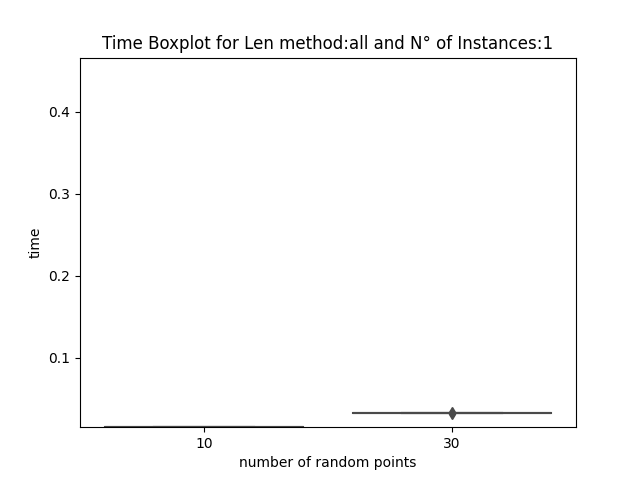 Time Boxplot for Len method:all and N° of Instances:1
0.4
0.3
0.2
0.1
time
10 30
number of random points